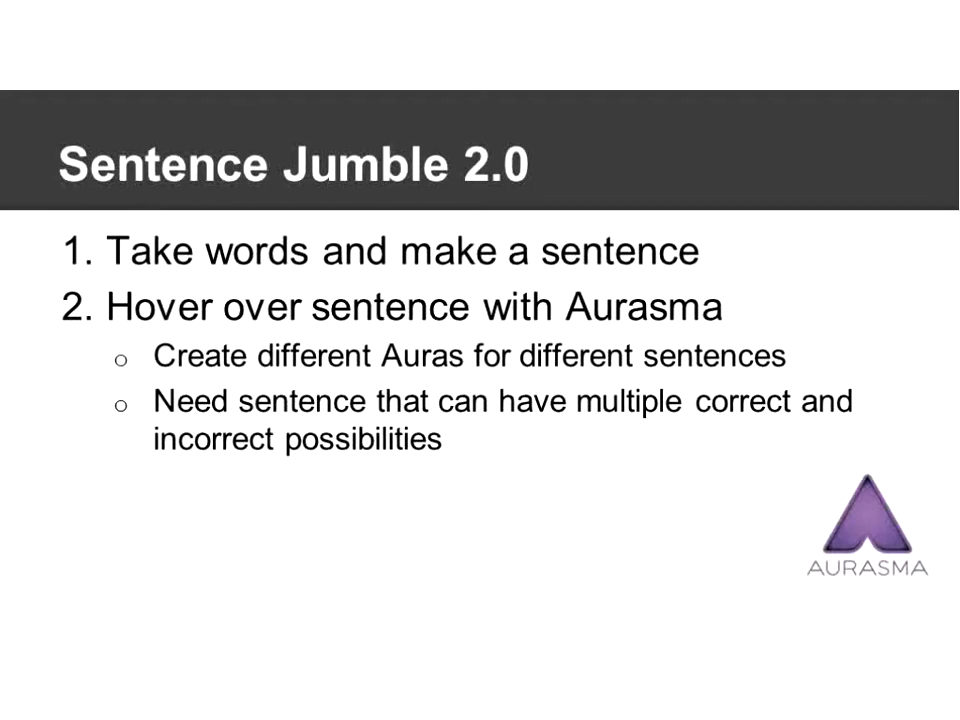 Sentence Jumble 2.0
1. Take words and make a sentence
2. Hover over sentence with Aurasma
o Create different Auras for different sentences
o Need sentence that can have multiple correct and
incorrect possibilities
AURASMA